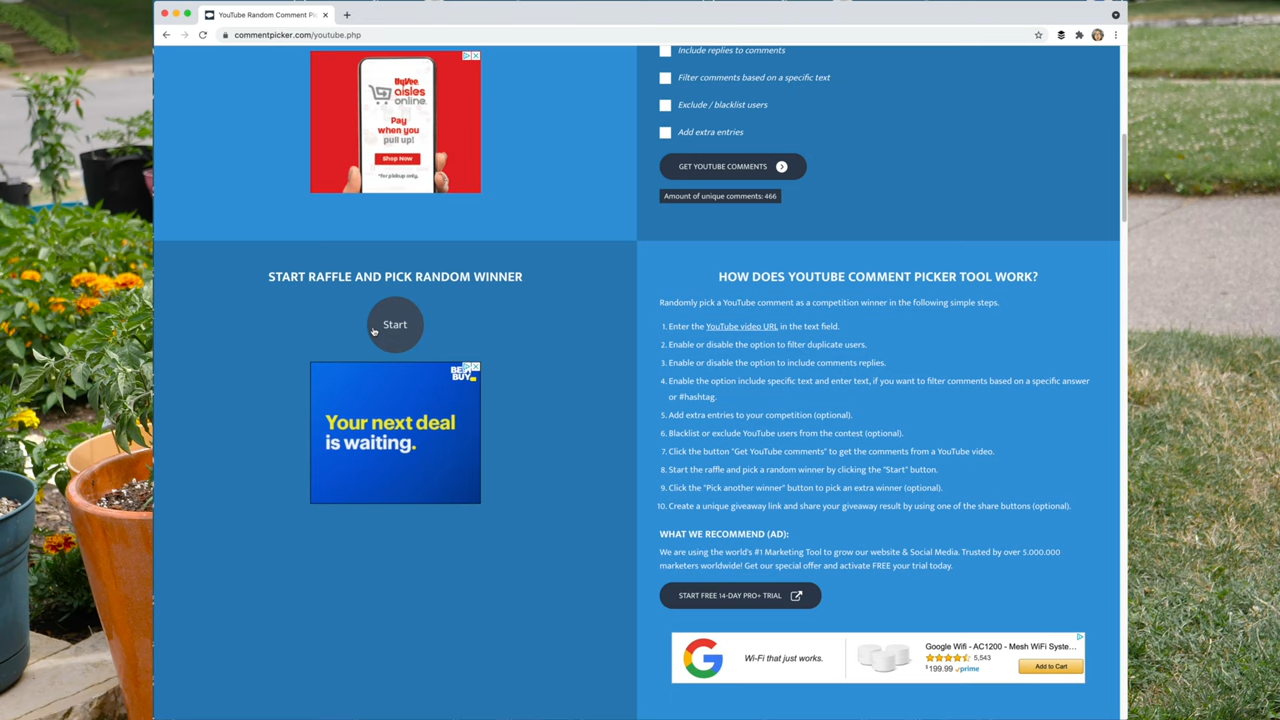 YouTube Random Comment Pi
commentpicker.com/youtube.php
HyVee
aisles
online.
Pay
when you
pull up!
Shop Now
*for pickup only.
Include replies to comments
Filter comments based on a specific text
Exclude / blacklist users
Add extra entries
GET YOUTUBE COMMENTS
Amount of unique comments: 466
START RAFFLE AND PICK RANDOM WINNER
Start
BUY
Your next deal
is waiting.
HOW DOES YOUTUBE COMMENT PICKER TOOL WORK?
Randomly pick a YouTube comment as a competition winner in the following simple steps.
1. Enter the YouTube video URL in the text field.
2. Enable or disable the option to filter duplicate users.
3. Enable or disable the option to include comments replies.
4. Enable the option include specific text and enter text, if you want to filter comments based on a specific answer
or #hashtag.
5. Add extra entries to your competition (optional).
6. Blacklist or exclude YouTube users from the contest (optional).
7. Click the button "Get YouTube comments" to get the comments from a YouTube video.
8. Start the raffle and pick a random winner by clicking the "Start" button.
9. Click the "Pick another winner" button to pick an extra winner (optional).
10. Create a unique giveaway link and share your giveaway result by using one of the share buttons (optional).
WHAT WE RECOMMEND (AD):
We are using the world's #1 Marketing Tool to grow our website & Social Media. Trusted by over 5.000.000
marketers worldwide! Get our special offer and activate FREE your trial today.
START FREE 14-DAY PRO+ TRIAL
G
Wi-Fi that just works.
Google Wifi - AC1200 - Mesh WiFi Syste...
5,543
$199.99 prime
Add to Cart